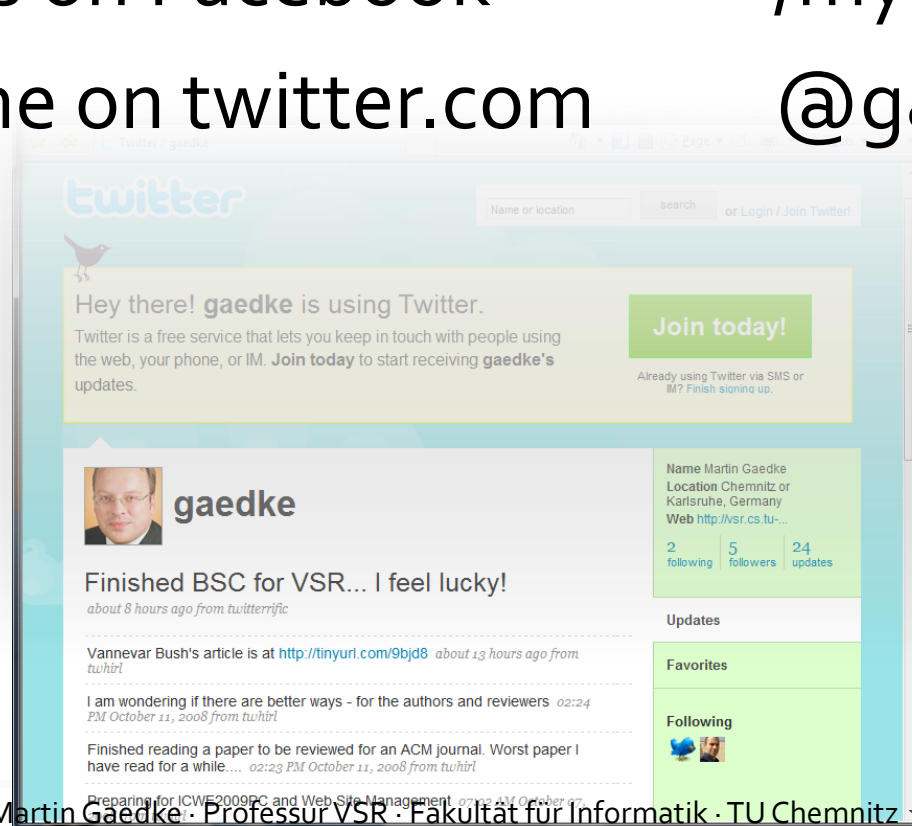 on Facebook
on twitter.com
Twitter / gaedke
Page
twitter
Name or location
search
or Login / Join Twitter!
Hey there! gaedke is using Twitter.
Twitter is a free service that lets you keep in touch with people using
the web, your phone, or IM. Join today to start receiving gaedke's
updates.
Join today!
Already using Twitter via SMS or
IM? Finish signing up.
gaedke
Name Martin Gaedke
Location Chemnitz or
Karlsruhe, Germany
Web http://vsr.cs.tu-...
2 5 24
following followers updates
Finished BSC for VSR... I feel lucky!
about 8 hours ago from twitterrific
Updates
Vannevar Bush's article is at http://tinyurl.com/9bjd8 about 13 hours ago from
twhirl
Favorites
I am wondering if there are better ways - for the authors and reviewers 02:24
PM October 11, 2008 from twhirl
Following
Finished reading a paper to be reviewed for an ACM journal. Worst paper I
have read for a while.... 02:23 PM October 11, 2008 from twhirl
Preparing for ICWE2009PC and Web Site Management 07:02 AM October 07,
Martin Gaedke · Professur VSR · Fakultät für Informatik · TU Chemnitz